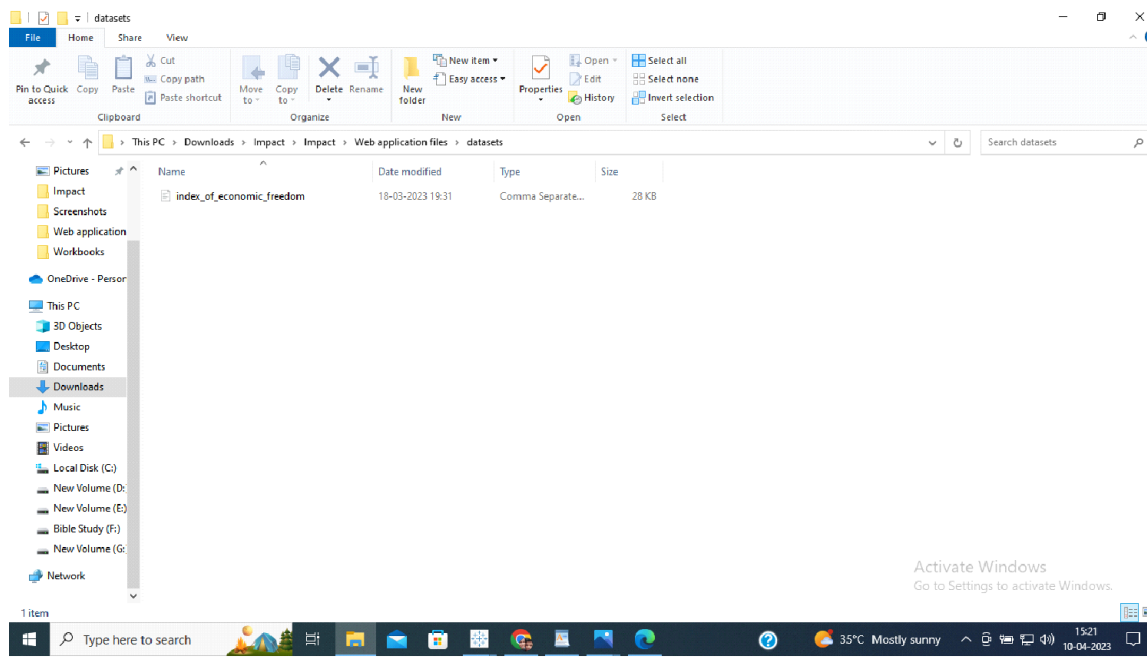 datasets
File Home Share View
Pin to Quick access Copy Paste Cut Copy path Paste shortcut Move to Copy to Delete Rename New folder New item Easy access Properties Open Edit History Select all Select none Invert selection
Clipboard Organize New Open Select
This PC > Downloads > Impact > Impact > Web application files > datasets Search datasets
Name Date modified Type Size
index_of_economic_freedom 18-03-2023 19:31 Comma Separate... 28 KB
Pictures
Impact
Screenshots
Web application
Workbooks
OneDrive - Person
This PC
3D Objects
Desktop
Documents
Downloads
Music
Pictures
Videos
Local Disk (C:)
New Volume (D:
New Volume (E:)
Bible Study (F:)
New Volume (G:
Network
Activate Windows
Go to Settings to activate Windows.
1 item
Type here to search 35°C Mostly sunny 15:21
10-04-2023